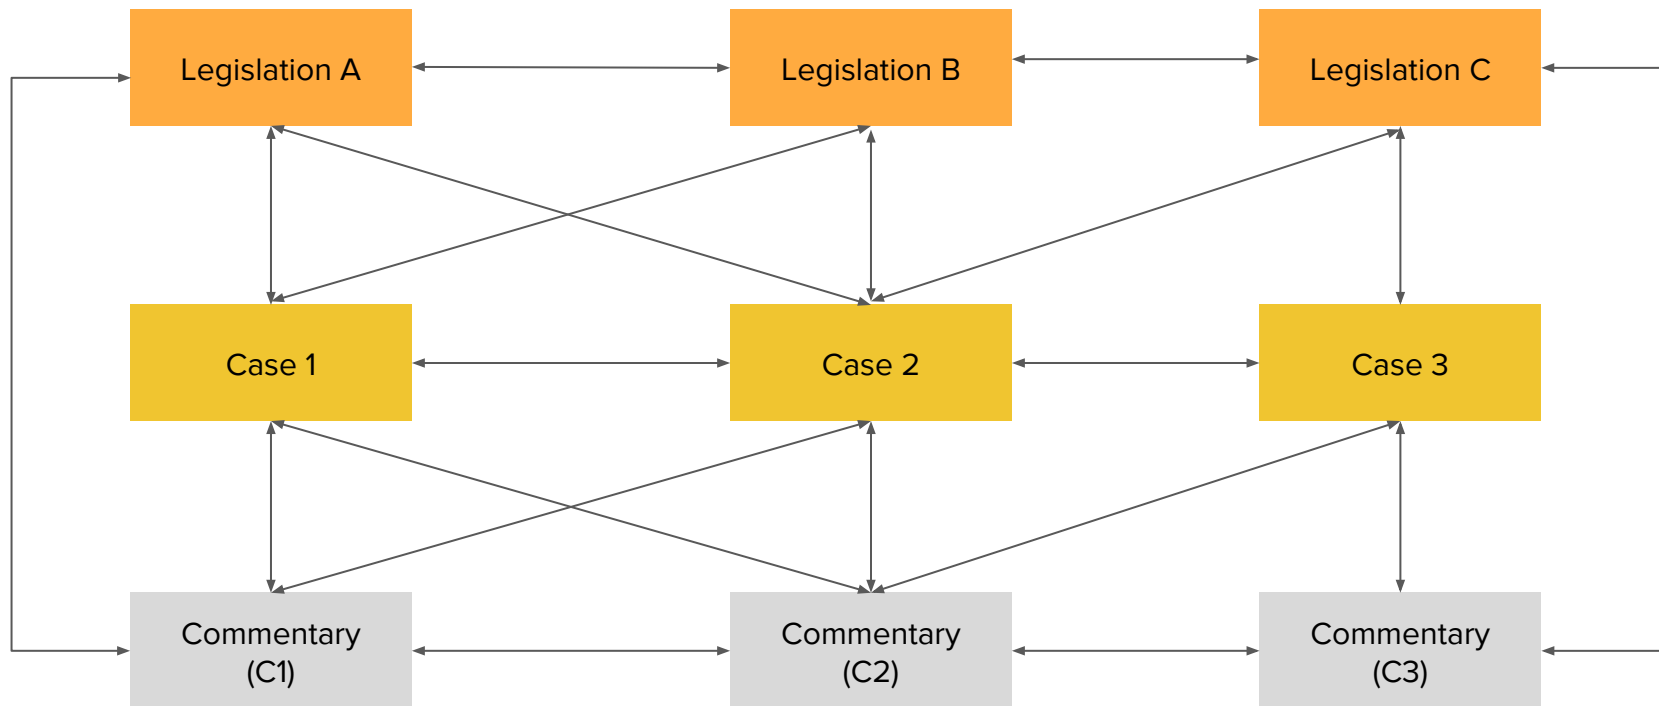 Legislation A
Legislation B
Legislation C
Case 1
Case 2
Case 3
Commentary
(C1)
Commentary
(C2)
Commentary
(C3)